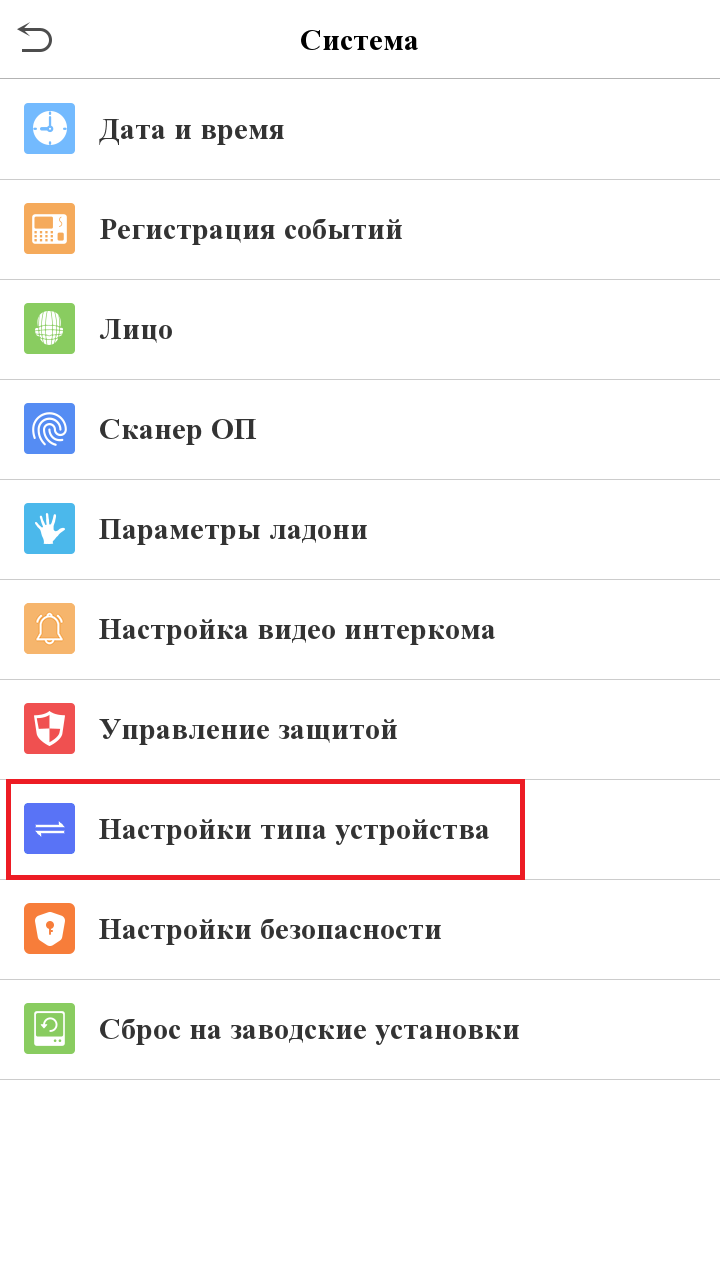 Система
Дата и время
Регистрация событий
Лицо
Сканер ОП
Параметры ладони
Настройка видео интеркома
Управление защитой
Настройки типа устройства
Настройки безопасности
Сброс на заводские установки